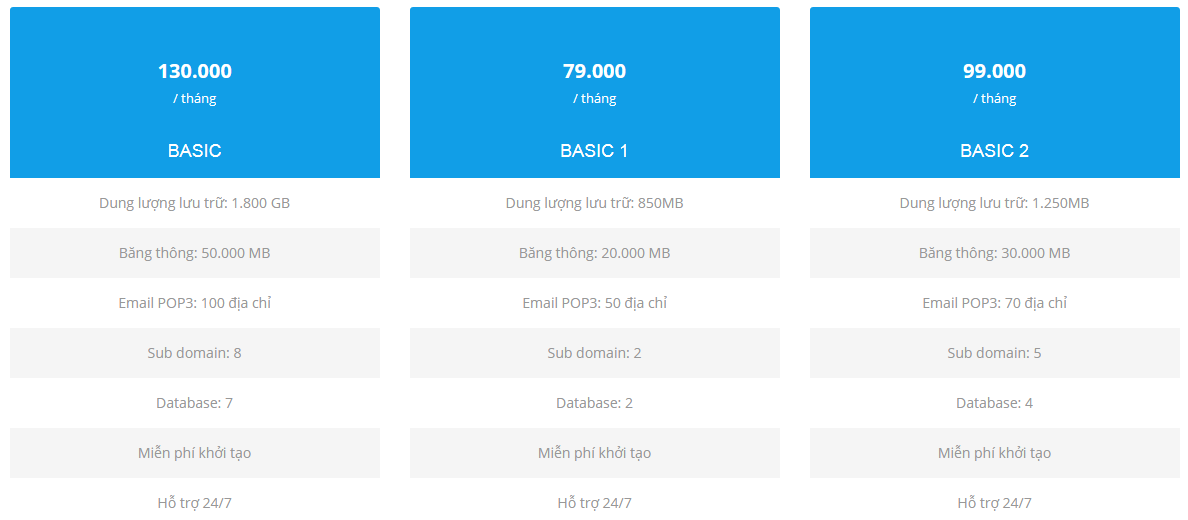 130.000
/ tháng
BASIC
Dung lượng lưu trữ: 1.800 GB
Băng thông: 50.000 MB
Email POP3: 100 địa chỉ
Sub domain: 8
Database: 7
Miễn phí khởi tạo
Hỗ trợ 24/7
79.000
/ tháng
BASIC 1
Dung lượng lưu trữ: 850MB
Băng thông: 20.000 MB
Email POP3: 50 địa chỉ
Sub domain: 2
Database: 2
Miễn phí khởi tạo
Hỗ trợ 24/7
99.000
/ tháng
BASIC 2
Dung lượng lưu trữ: 1.250MB
Băng thông: 30.000 MB
Email POP3: 70 địa chỉ
Sub domain: 5
Database: 4
Miễn phí khởi tạo
Hỗ trợ 24/7